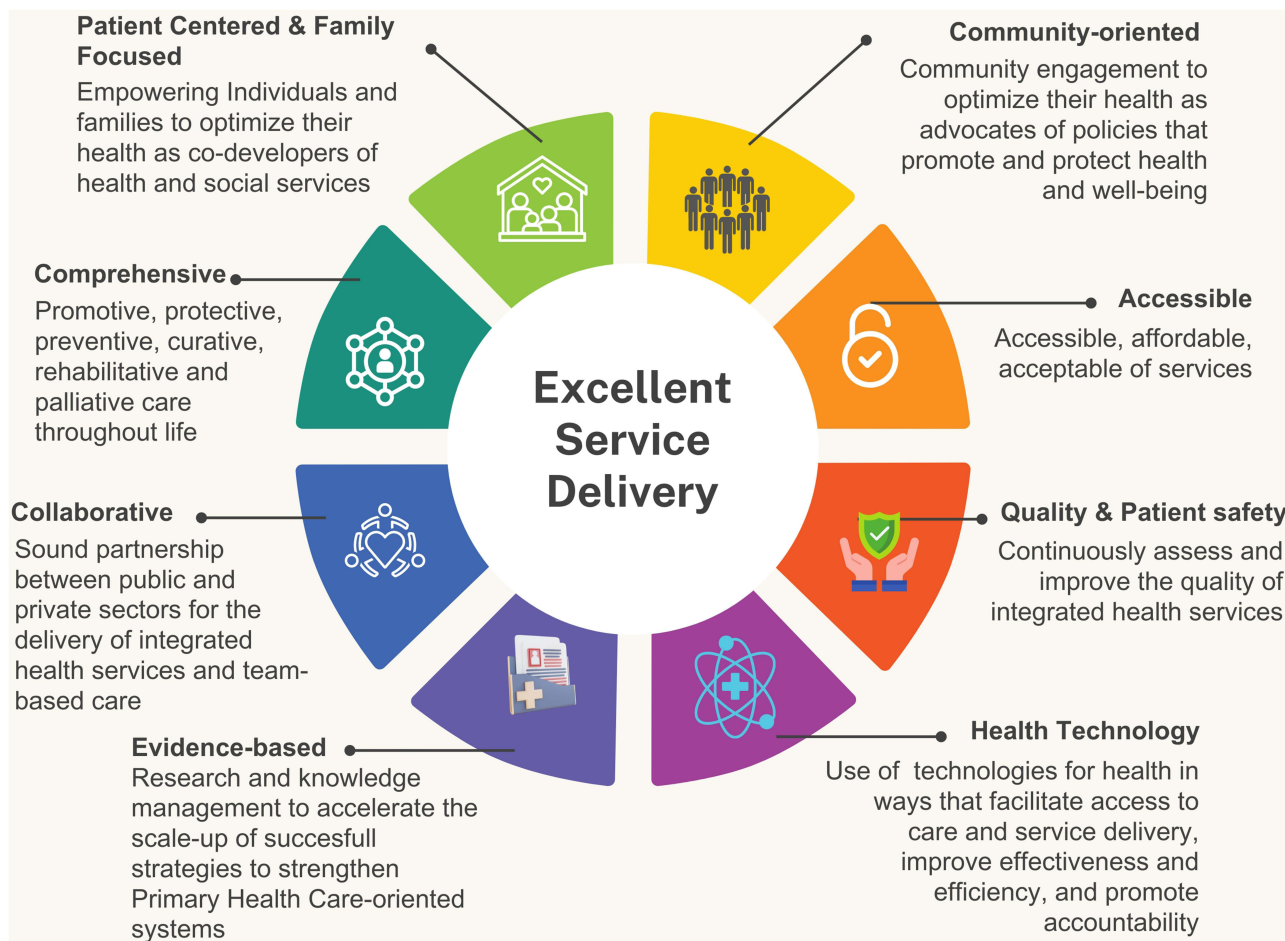 Patient Centered & Family
Focused
Empowering Individuals and
families to optimize their
health as co-developers of
health and social services
Community-oriented
Community engagement to
optimize their health as
advocates of policies that
promote and protect health
and well-being
Comprehensive
Promotive, protective,
preventive, curative,
rehabilitative and
palliative care
throughout life
Accessible
Accessible, affordable,
acceptable of services
Excellent
Service
Delivery
Collaborative
Sound partnership
between public and
private sectors for the
delivery of integrated
health services and team-
based care
Quality & Patient safety
Continuously assess and
improve the quality of
integrated health services
Evidence-based
Research and knowledge
management to accelerate the
scale-up of succesfull
strategies to strengthen
Primary Health Care-oriented
systems
Health Technology
Use of technologies for health in
ways that facilitate access to
care and service delivery,
improve effectiveness and
efficiency, and promote
accountability